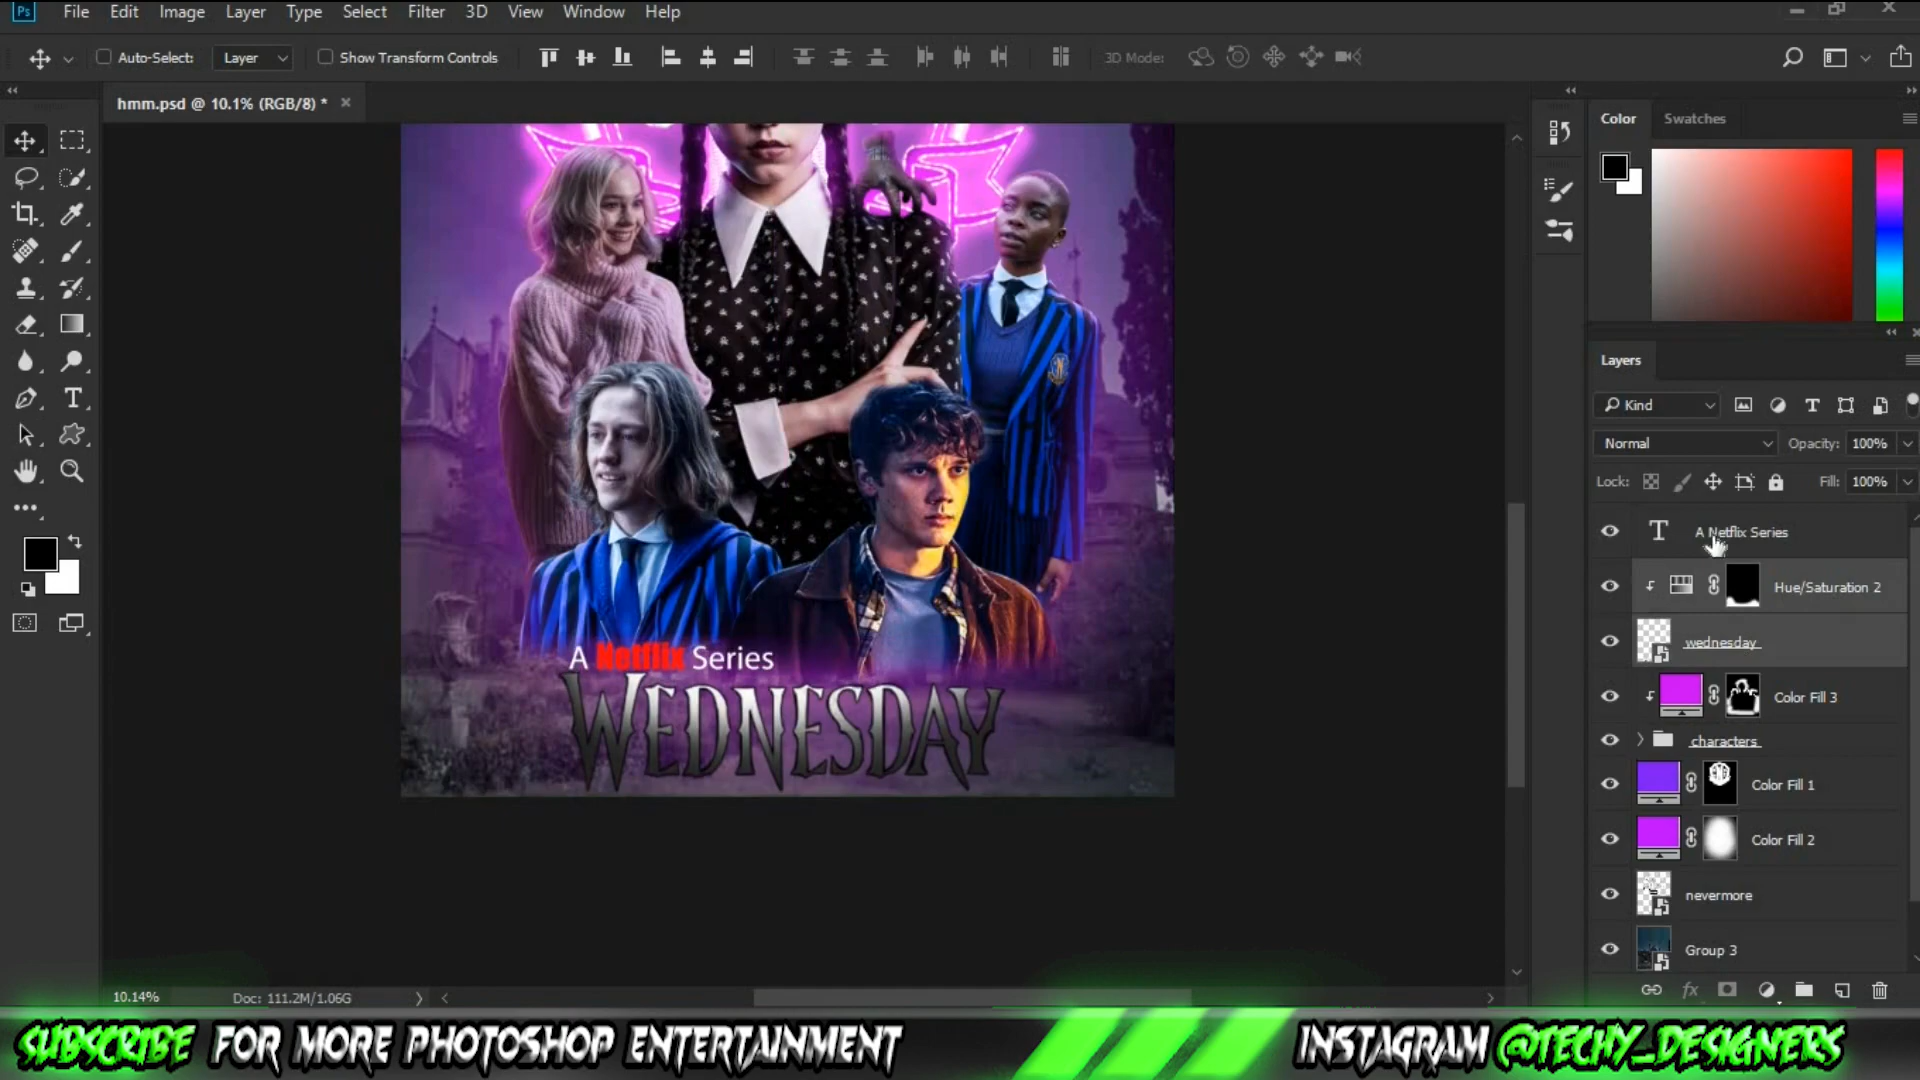 Ps File Edit Image Layer Type Select Filter 3D View Window Help
Auto-Select: Layer Show Transform Controls 3D Mode:
hmm.psd @ 10.1% (RGB/8) *
Color Swatches
Layers
Kind
Normal Opacity: 100%
Lock: Fill: 100%
A Netflix Series
Hue/Saturation 2
wednesday
Color Fill 3
characters
Color Fill 1
Color Fill 2
nevermore
Group 3
fx
A Netflix Series
WEDNESDAY
10.14% Doc: 111.2M/1.06G
SUBSCRIBE FOR MORE PHOTOSHOP ENTERTAINMENT
INSTAGRAM @TECHY_DESIGNERS